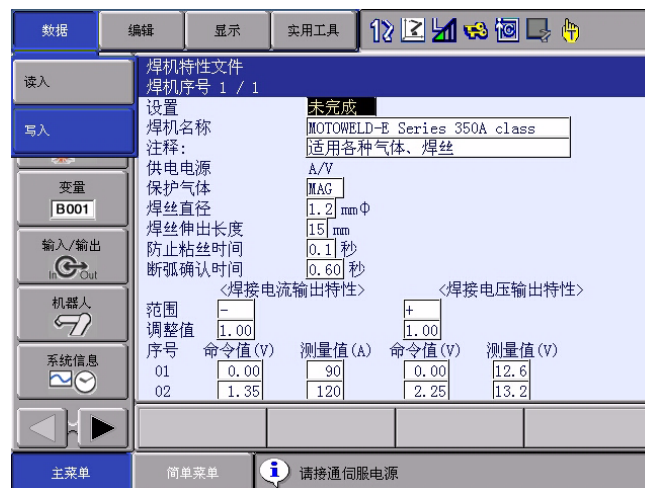 数据 编辑 显示 实用工具
读入
写入
变量
B001
输入/输出
In Out
机器人
系统信息
焊机特性文件
焊机序号 1 / 1
设置 未完成
焊机名称 MOTOWELD-E Series 350A class
注释: 适用各种气体、焊丝
供电电源 A/V
保护气体 MAG
焊丝直径 1.2 mmΦ
焊丝伸出长度 15 mm
防止粘丝时间 0.1 秒
断弧确认时间 0.60 秒
<焊接电流输出特性> <焊接电压输出特性>
范围 - +
调整值 1.00 1.00
序号 命令值(V) 测量值(A) 命令值(V) 测量值(V)
01 0.00 90 0.00 12.6
02 1.35 120 2.25 13.2
主菜单 简单菜单 请接通伺服电源